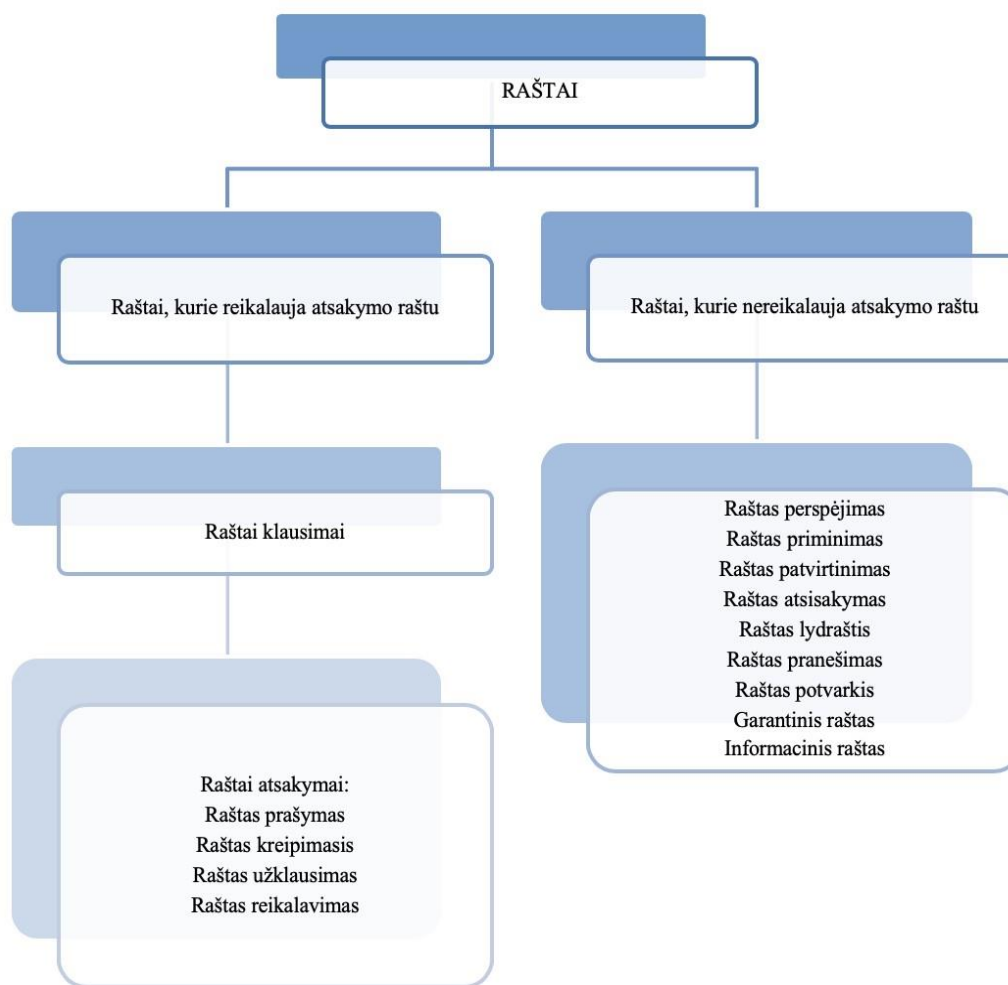 RAŠTAI
Raštai, kurie reikalauja atsakymo raštu
Raštai, kurie nereikalauja atsakymo raštu
Raštai klausimai
Raštai atsakymai:
Raštas prašymas
Raštas kreipimasis
Raštas užklausimas
Raštas reikalavimas
Raštas perspėjimas
Raštas priminimas
Raštas patvirtinimas
Raštas atsisakymas
Raštas lydraštis
Raštas pranešimas
Raštas potvarkis
Garantinis raštas
Informacinis raštas